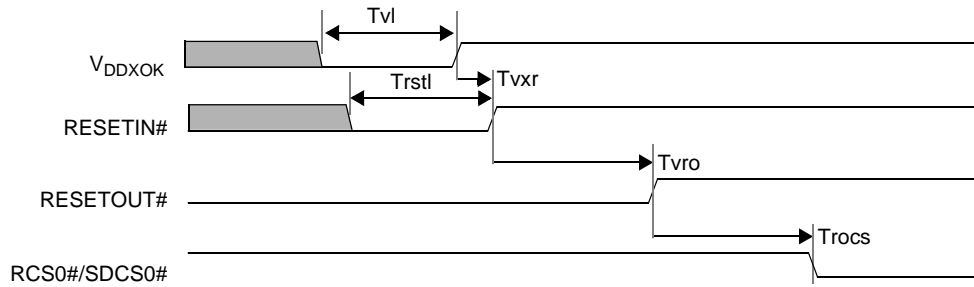 Tvl
VDDXOK
Trstl
Tvxr
RESETIN#
Tvro
RESETOUT#
Trocs
RCS0#/SDCS0#